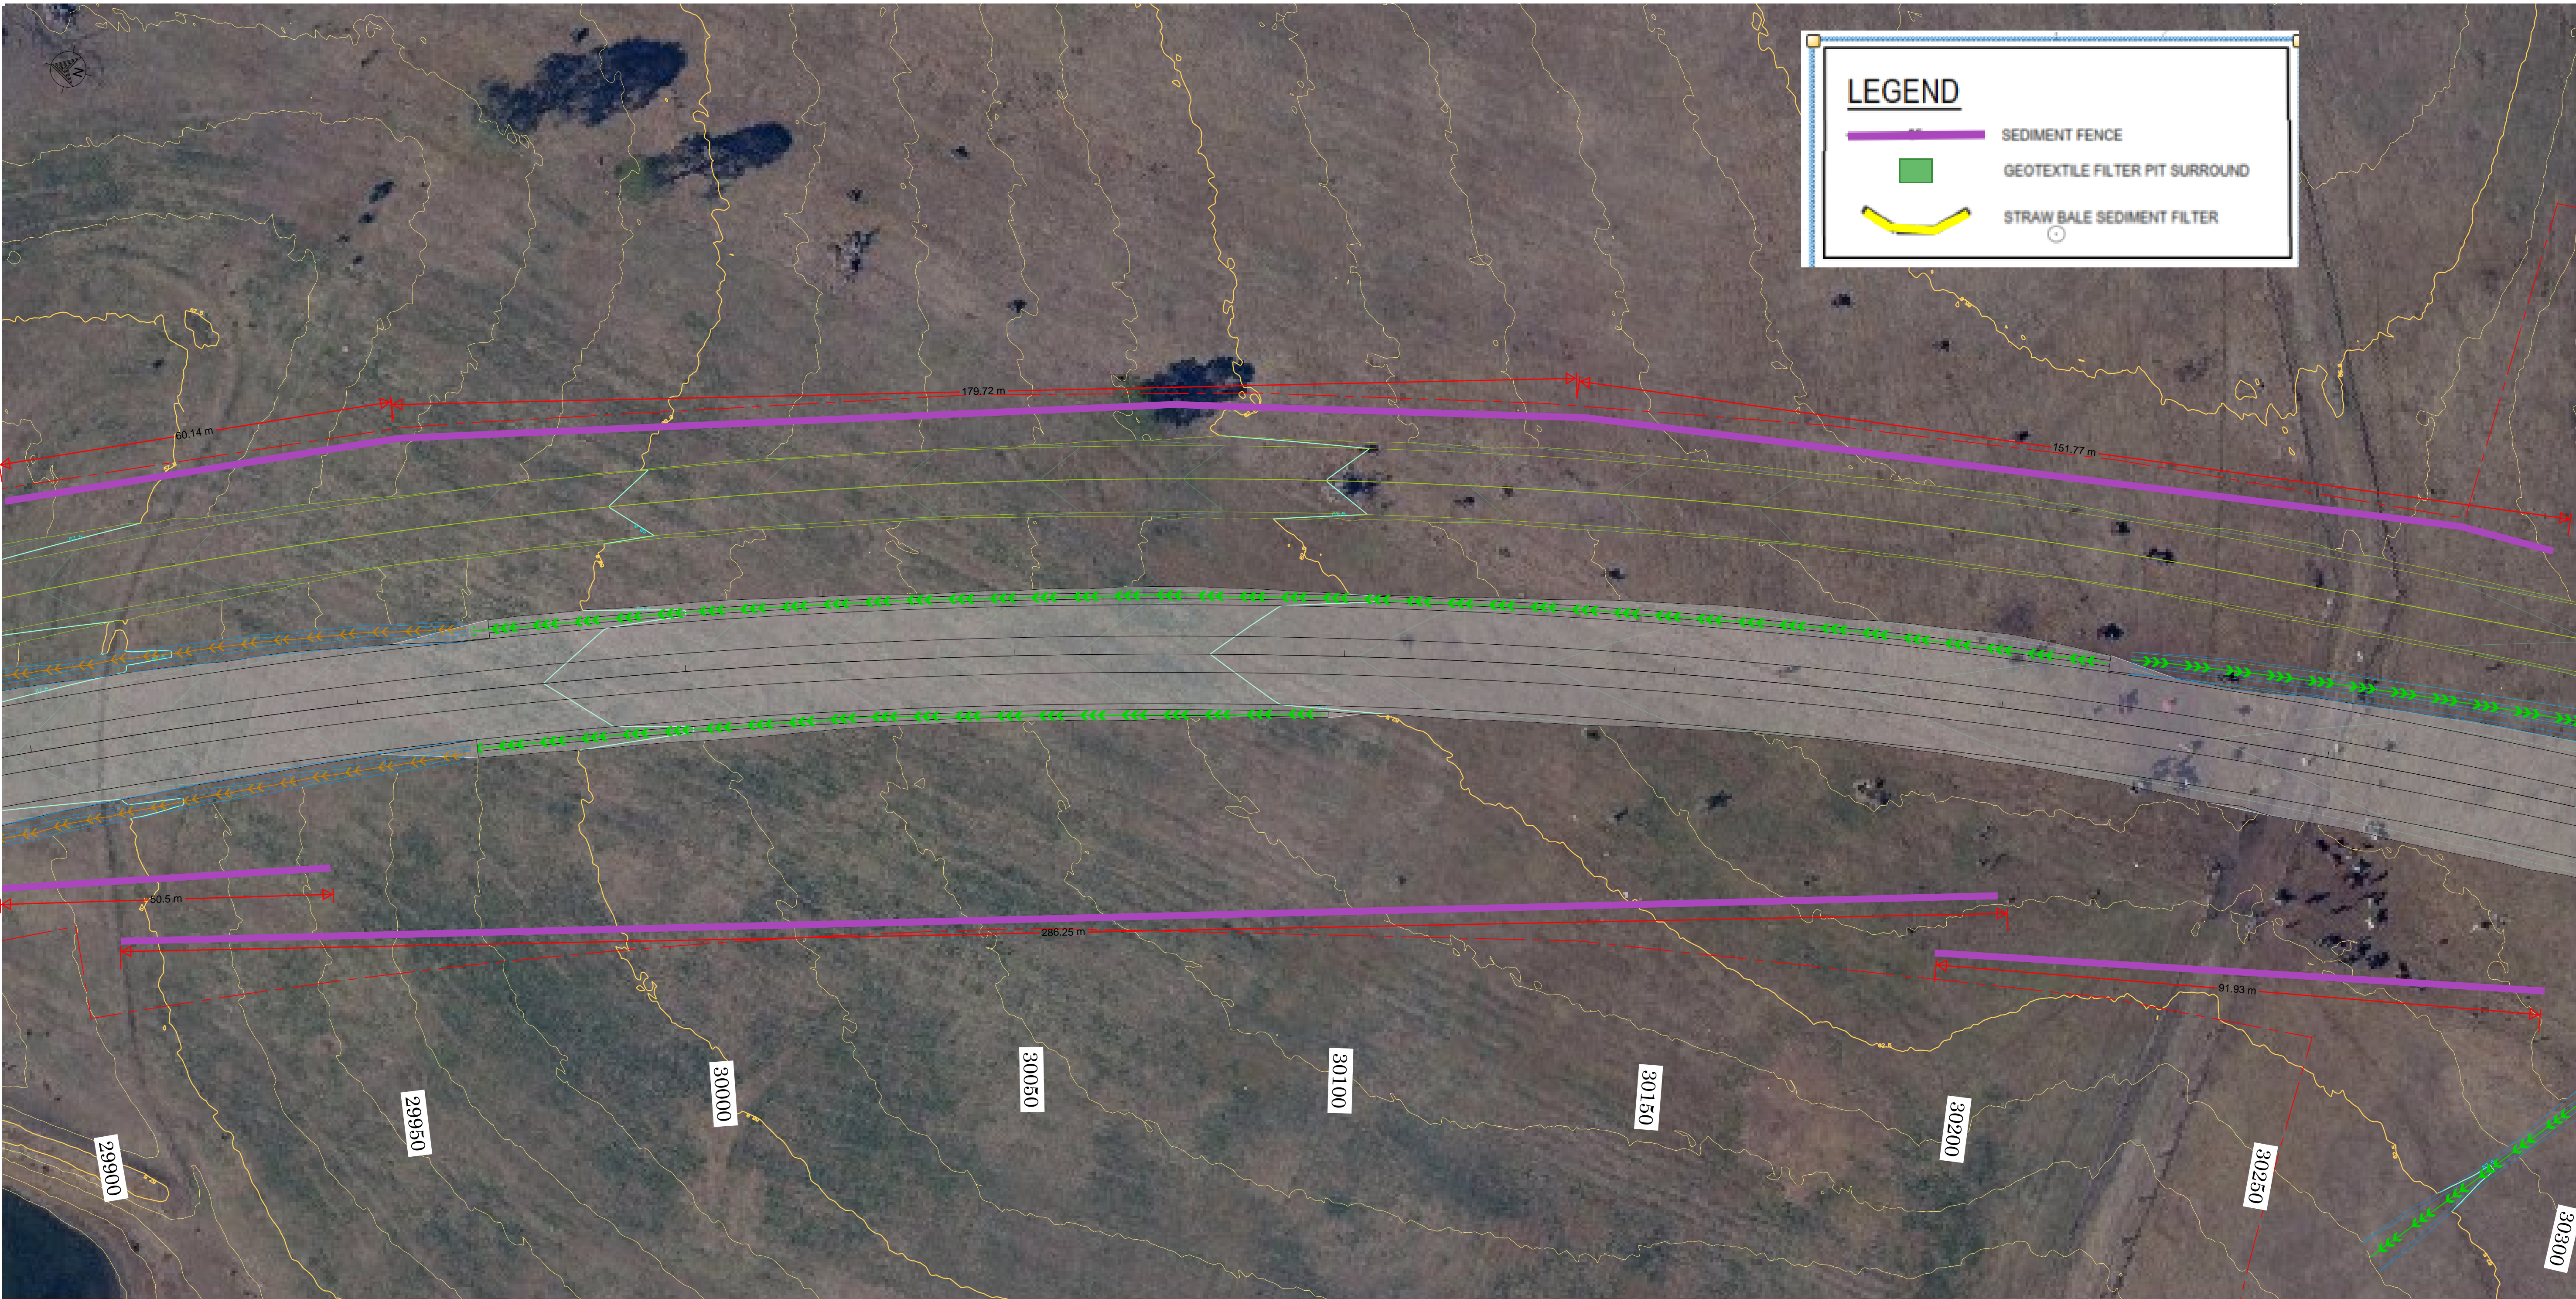 N
LEGEND
SEDIMENT FENCE
GEOTEXTILE FILTER PIT SURROUND
STRAW BALE SEDIMENT FILTER
179.72 m
60.14 m
151.77 m
50.5 m
286.25 m
91.93 m
29900
29950
30000
30050
30100
30150
30200
30250
30300